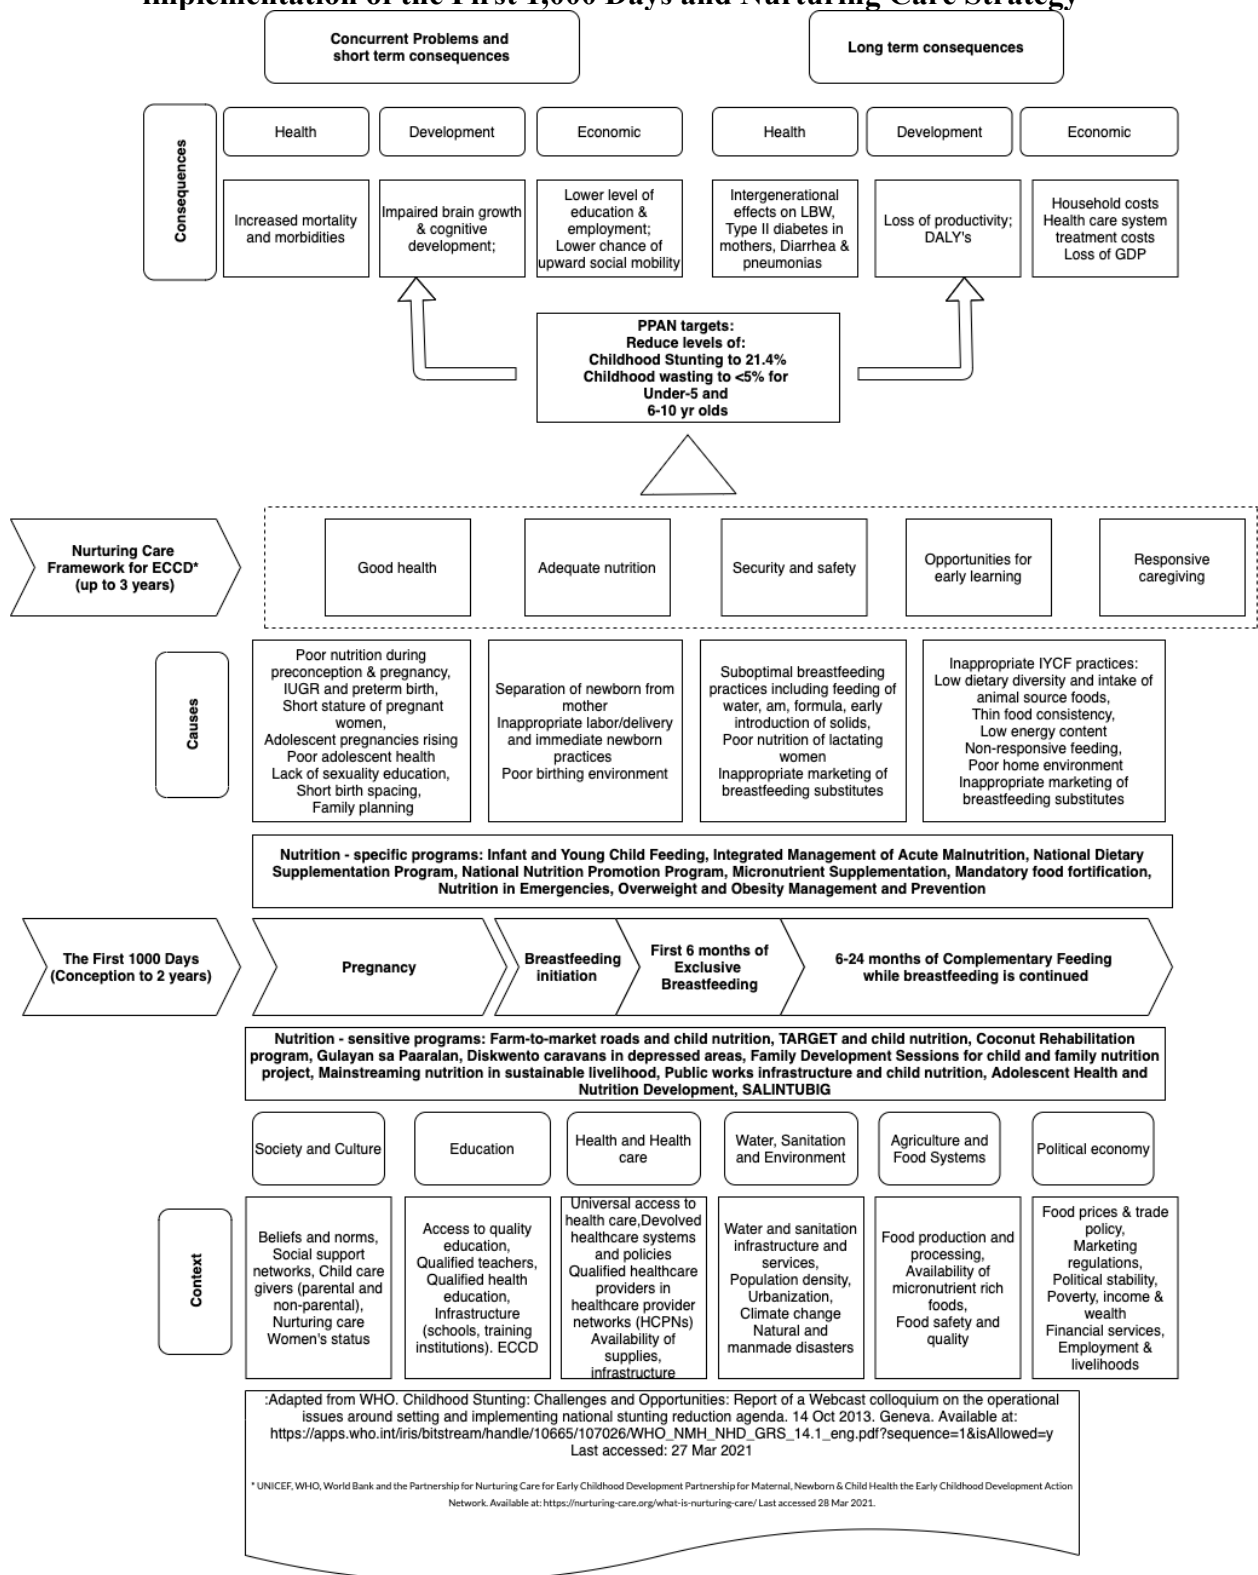 Implementation of the First 1,000 Days and Nurturing Care Strategy
Concurrent Problems and
short term consequences
Long term consequences
Consequences
Health
Development
Economic
Health
Development
Economic
Increased mortality
and morbidities
Impaired brain growth
& cognitive
development;
Lower level of
education &
employment;
Lower chance of
upward social mobility
Intergenerational
effects on LBW,
Type II diabetes in
mothers, Diarrhea &
pneumonias
Loss of productivity;
DALY's
Household costs
Health care system
treatment costs
Loss of GDP
PPAN targets:
Reduce levels of:
Childhood Stunting to 21.4%
Childhood wasting to <5% for
Under-5 and
6-10 yr olds
Nurturing Care
Framework for ECCD*
(up to 3 years)
Good health
Adequate nutrition
Security and safety
Opportunities for
early learning
Responsive
caregiving
Causes
Poor nutrition during
preconception & pregnancy,
IUGR and preterm birth,
Short stature of pregnant
women,
Adolescent pregnancies rising
Poor adolescent health
Lack of sexuality education,
Short birth spacing,
Family planning
Separation of newborn from
mother
Inappropriate labor/delivery
and immediate newborn
practices
Poor birthing environment
Suboptimal breastfeeding
practices including feeding of
water, am, formula, early
introduction of solids,
Poor nutrition of lactating
women
Inappropriate marketing of
breastfeeding substitutes
Inappropriate IYCF practices:
Low dietary diversity and intake of
animal source foods,
Thin food consistency,
Low energy content
Non-responsive feeding,
Poor home environment
Inappropriate marketing of
breastfeeding substitutes
Nutrition - specific programs: Infant and Young Child Feeding, Integrated Management of Acute Malnutrition, National Dietary
Supplementation Program, National Nutrition Promotion Program, Micronutrient Supplementation, Mandatory food fortification,
Nutrition in Emergencies, Overweight and Obesity Management and Prevention
The First 1000 Days
(Conception to 2 years)
Pregnancy
Breastfeeding
initiation
First 6 months of
Exclusive
Breastfeeding
6-24 months of Complementary Feeding
while breastfeeding is continued
Nutrition - sensitive programs: Farm-to-market roads and child nutrition, TARGET and child nutrition, Coconut Rehabilitation
program, Gulayan sa Paaralan, Diskwento caravans in depressed areas, Family Development Sessions for child and family nutrition
project, Mainstreaming nutrition in sustainable livelihood, Public works infrastructure and child nutrition, Adolescent Health and
Nutrition Development, SALINTUBIG
Society and Culture
Education
Health and Health
care
Water, Sanitation
and Environment
Agriculture and
Food Systems
Political economy
Context
Beliefs and norms,
Social support
networks, Child care
givers (parental and
non-parental),
Nurturing care
Women's status
Access to quality
education,
Qualified teachers,
Qualified health
education,
Infrastructure
(schools, training
institutions). ECCD
Universal access to
health care,Devolved
healthcare systems
and policies
Qualified healthcare
providers in
healthcare provider
networks (HCPNs)
Availability of
supplies,
infrastructure
Water and sanitation
infrastructure and
services,
Population density,
Urbanization,
Climate change
Natural and
manmade disasters
Food production and
processing,
Availability of
micronutrient rich
foods,
Food safety and
quality
Food prices & trade
policy,
Marketing
regulations,
Political stability,
Poverty, income &
wealth
Financial services,
Employment &
livelihoods
:Adapted from WHO. Childhood Stunting: Challenges and Opportunities: Report of a Webcast colloquium on the operational
issues around setting and implementing national stunting reduction agenda. 14 Oct 2013. Geneva. Available at:
https://apps.who.int/iris/bitstream/handle/10665/107026/WHO_NMH_NHD_GRS_14.1_eng.pdf?sequence=1&isAllowed=y
Last accessed: 27 Mar 2021
* UNICEF, WHO, World Bank and the Partnership for Nurturing Care for Early Childhood Development Partnership for Maternal, Newborn & Child Health the Early Childhood Development Action
Network. Available at: https://nurturing-care.org/what-is-nurturing-care/ Last accessed 28 Mar 2021.